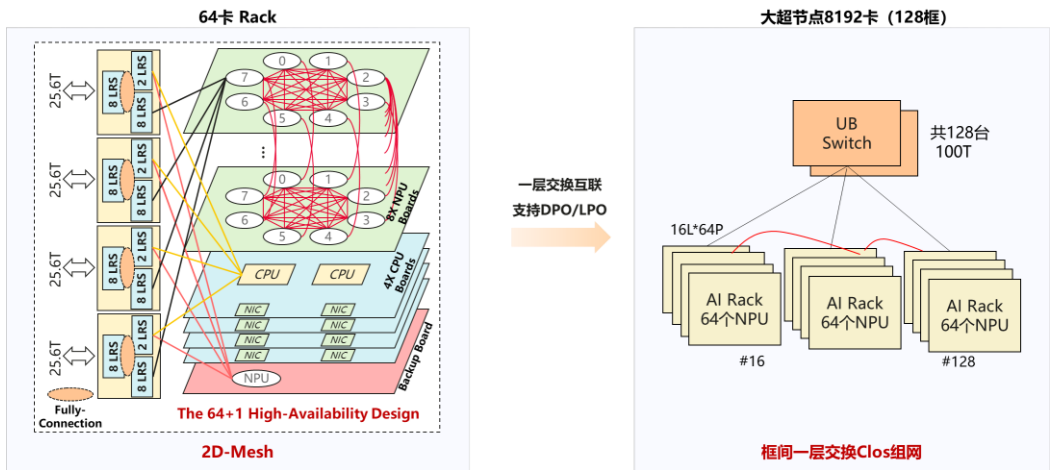 64卡 Rack
25.6T
8 LRS
2 LRS
8 LRS
25.6T
8 LRS
2 LRS
8 LRS
25.6T
8 LRS
2 LRS
8 LRS
25.6T
8 LRS
2 LRS
8 LRS
Fully-
Connection
0
1
7
2
6
3
5
4
...
0
1
7
2
6
3
5
4
8X NPU
Boards
CPU
CPU
4X CPU
Boards
NIC
NIC
NIC
NIC
NIC
NIC
NIC
NIC
NPU
Backup Board
The 64+1 High-Availability Design
2D-Mesh
一层交换互联
支持DPO/LPO
大超节点8192卡（128框）
UB
Switch
共128台
100T
16L*64P
AI Rack
64个NPU
AI Rack
64个NPU
AI Rack
64个NPU
#16
#128
框间一层交换Clos组网